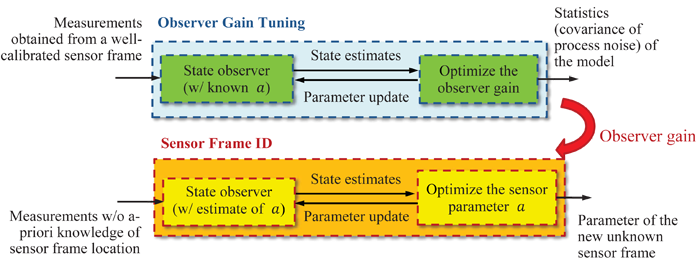 Measurements
obtained from a well-
calibrated sensor frame
Observer Gain Tuning
State observer
(w/ known a)
State estimates
Parameter update
Optimize the
observer gain
Statistics
(covariance of
process noise) of
the model
Observer gain
Sensor Frame ID
Measurements w/o a-
priori knowledge of
sensor frame location
State observer
(w/ estimate of a)
State estimates
Parameter update
Optimize the sensor
parameter a
Parameter of the
new unknown
sensor frame